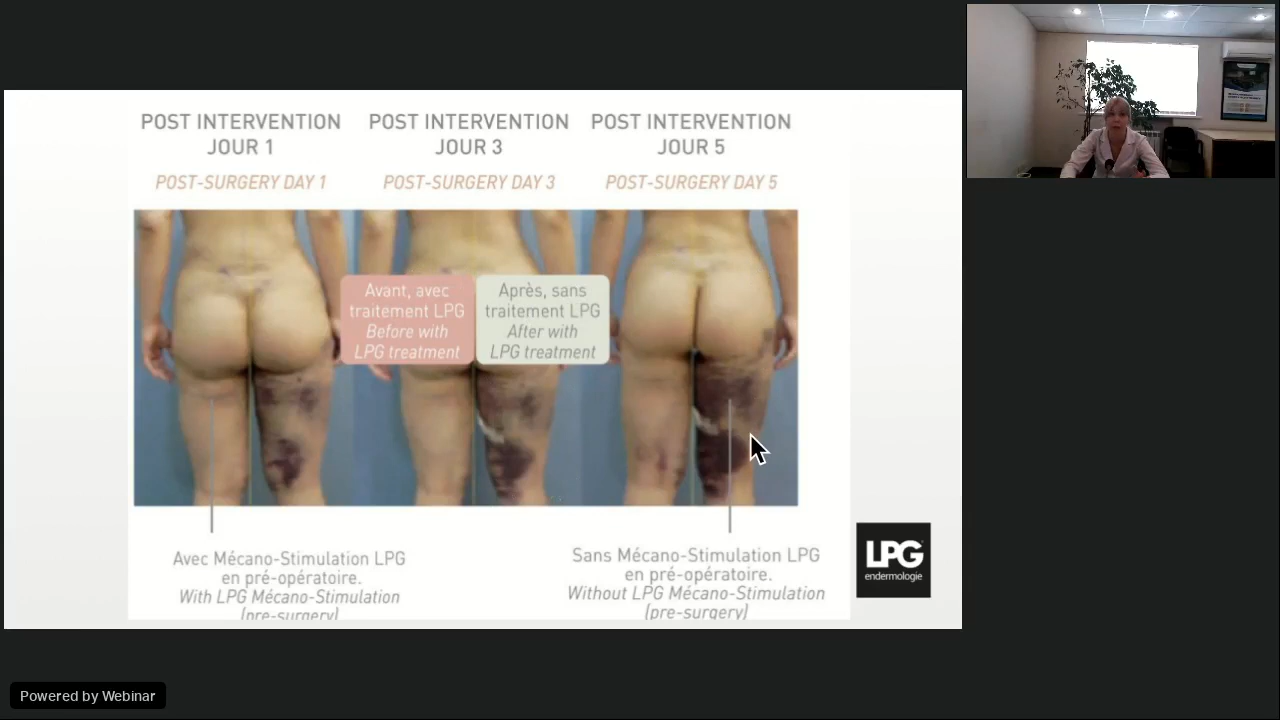 POST INTERVENTION
JOUR 1
POST-SURGERY DAY 1
POST INTERVENTION
JOUR 3
POST-SURGERY DAY 3
POST INTERVENTION
JOUR 5
POST-SURGERY DAY 5
Avant, avec
traitement LPG
Before with
LPG treatment
Après, sans
traitement LPG
After with
LPG treatment
Avec Mécano-Stimulation LPG
en pré-opératoire.
With LPG Mécano-Stimulation
(pre-surgery)
Sans Mécano-Stimulation LPG
en pré-opératoire.
Without LPG Mécano-Stimulation
(pre-surgery)
LPG
endermologie
Powered by Webinar